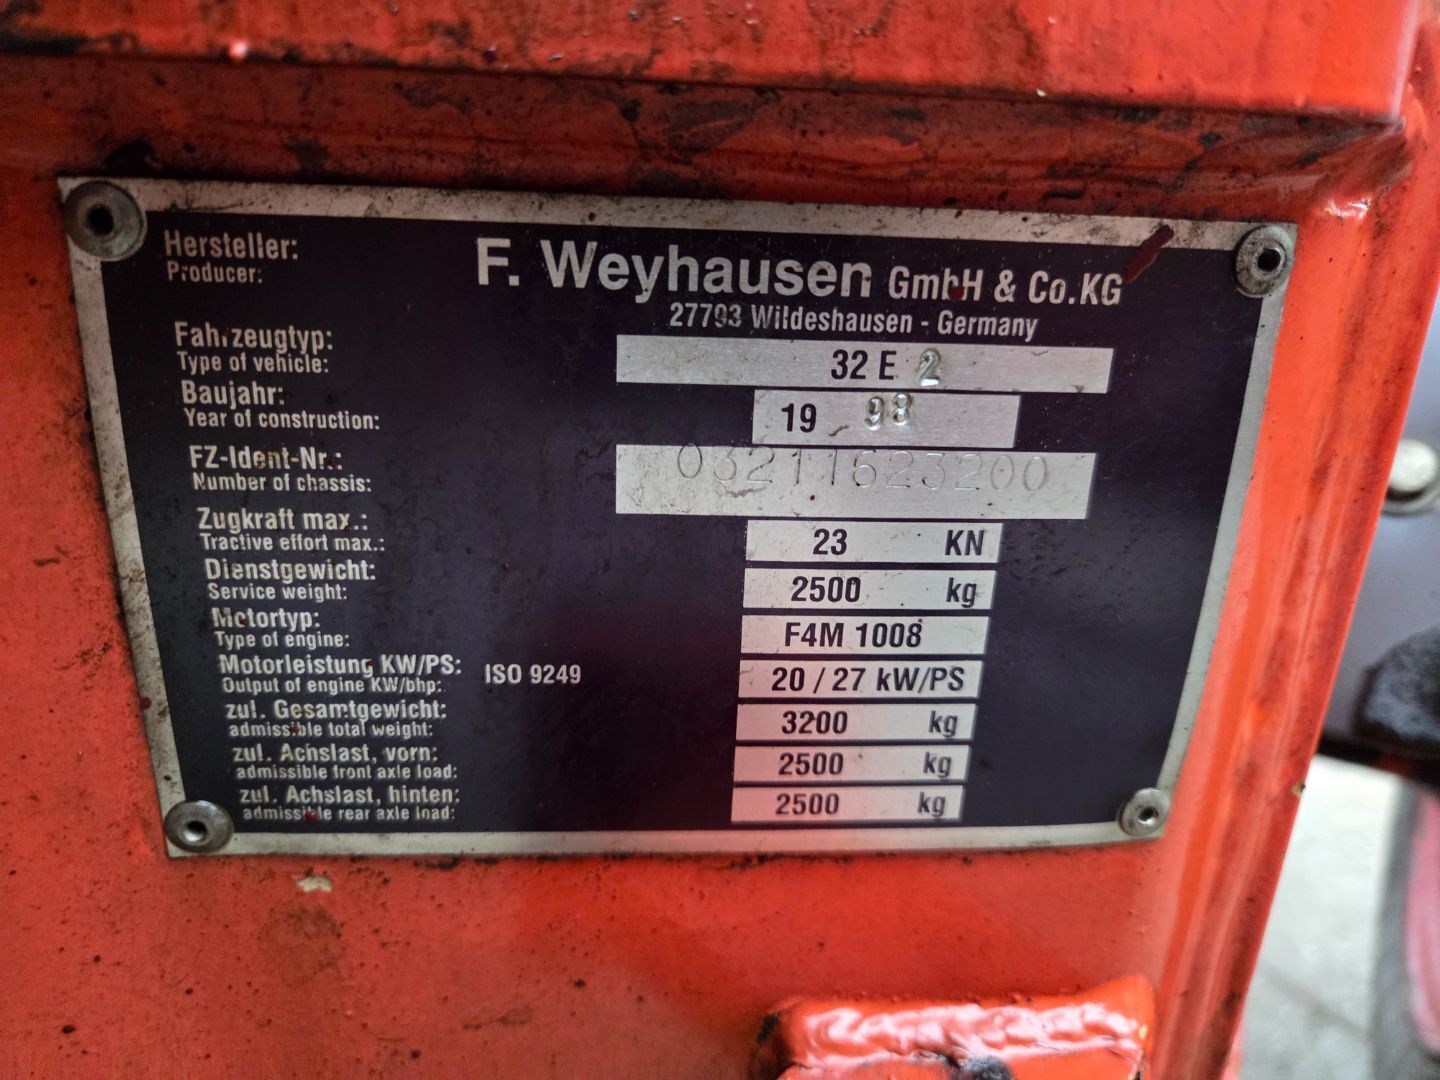 Hersteller: F. Weyhausen GmbH & Co.KG
Producer:
27793 Wildeshausen - Germany
Fahrzeugtyp: 32 E 2
Type of vehicle:
Baujahr: 19 98
Year of construction:
FZ-Ident-Nr.: 03211623200
Number of chassis:
Zugkraft max.: 23 KN
Tractive effort max.:
Dienstgewicht: 2500 kg
Service weight:
Motortyp: F4M 1008
Type of engine:
Motorleistung KW/PS: ISO 9249 20 / 27 kW/PS
Output of engine KW/bhp:
zul. Gesamtgewicht: 3200 kg
admissible total weight:
zul. Achslast, vorn: 2500 kg
admissible front axle load:
zul. Achslast, hinten: 2500 kg
admissible rear axle load: